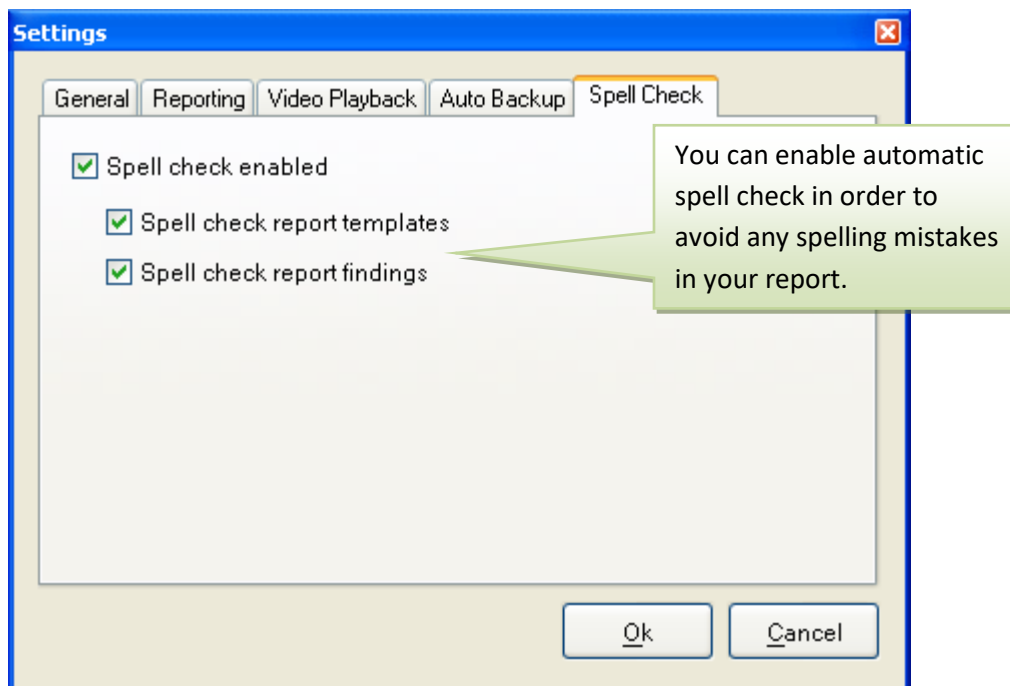 Settings
General Reporting Video Playback Auto Backup Spell Check
Spell check enabled
Spell check report templates
Spell check report findings
You can enable automatic
spell check in order to
avoid any spelling mistakes
in your report.
Ok Cancel